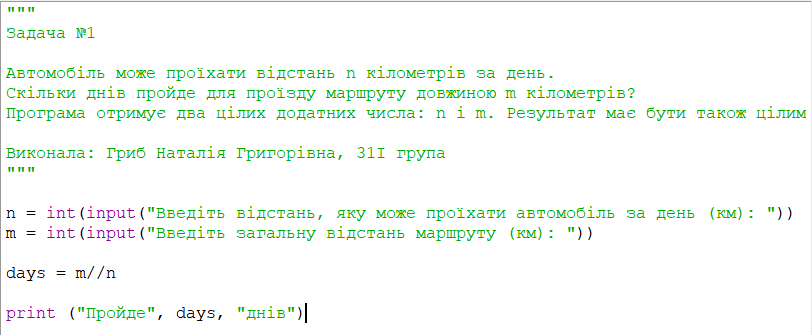 """
Задача №1
Автомобіль може проїхати відстань n кілометрів за день.
Скільки днів пройде для проїзду маршруту довжиною m кілометрів?
Програма отримує два цілих додатних числа: n і m. Результат має бути також цілим
Виконала: Гриб Наталія Григорівна, 31І група
"""
n = int(input("Введіть відстань, яку може проїхати автомобіль за день (км): "))
m = int(input("Введіть загальну відстань маршруту (км): "))
days = m//n
print ("Пройде", days, "днів")